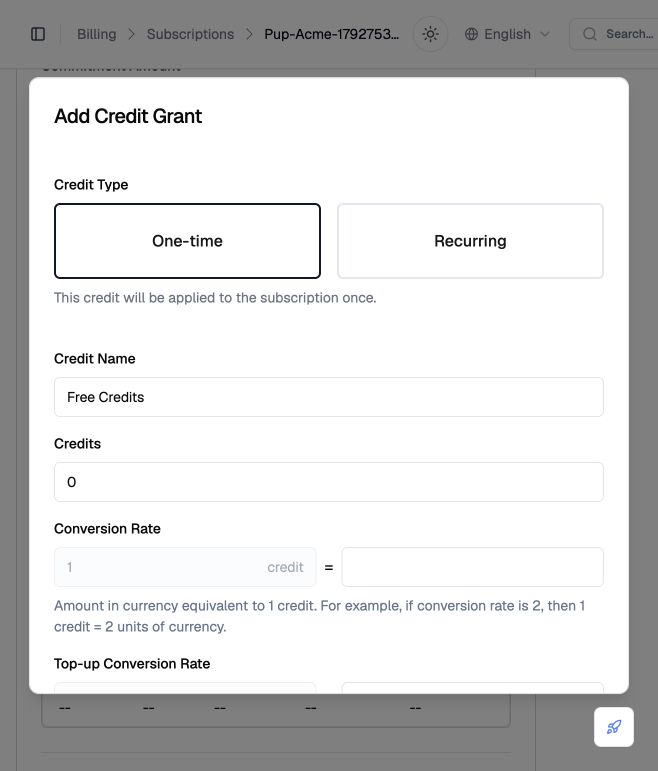 Billing
Subscriptions
Pup-Acme-1792753...
English
Search...
Add Credit Grant
Credit Type
One-time
Recurring
This credit will be applied to the subscription once.
Credit Name
Free Credits
Credits
0
Conversion Rate
1 credit =
Amount in currency equivalent to 1 credit. For example, if conversion rate is 2, then 1
credit = 2 units of currency.
Top-up Conversion Rate
-- -- -- -- --